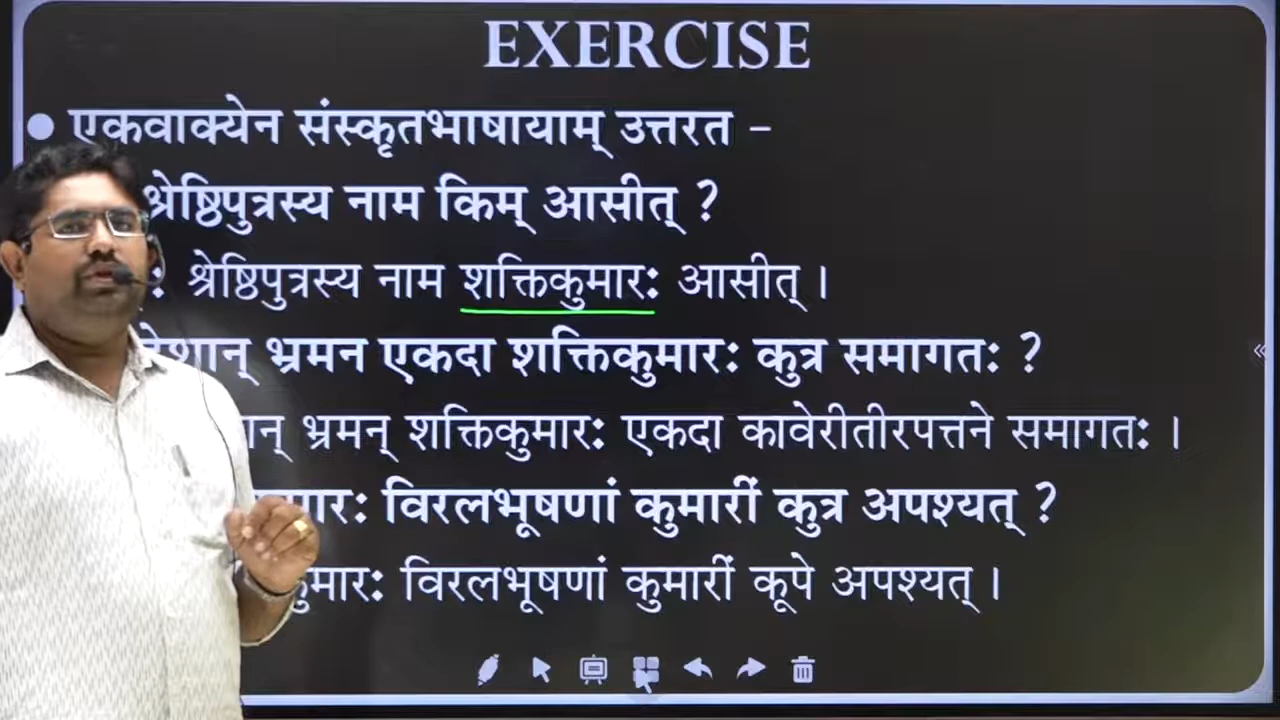 EXERCISE
एकवाक्येन संस्कृतभाषायाम् उत्तरत –
श्रेष्ठिपुत्रस्य नाम किम् आसीत् ?
श्रेष्ठिपुत्रस्य नाम शक्तिकुमारः आसीत् ।
भ्रमन एकदा शक्तिकुमारः कुत्र समागतः ?
भ्रमन् शक्तिकुमारः एकदा कावेरीतीरपत्तने समागतः ।
विरलभूषणां कुमारीं कुत्र अपश्यत् ?
विरलभूषणां कुमारीं कूपे अपश्यत् ।